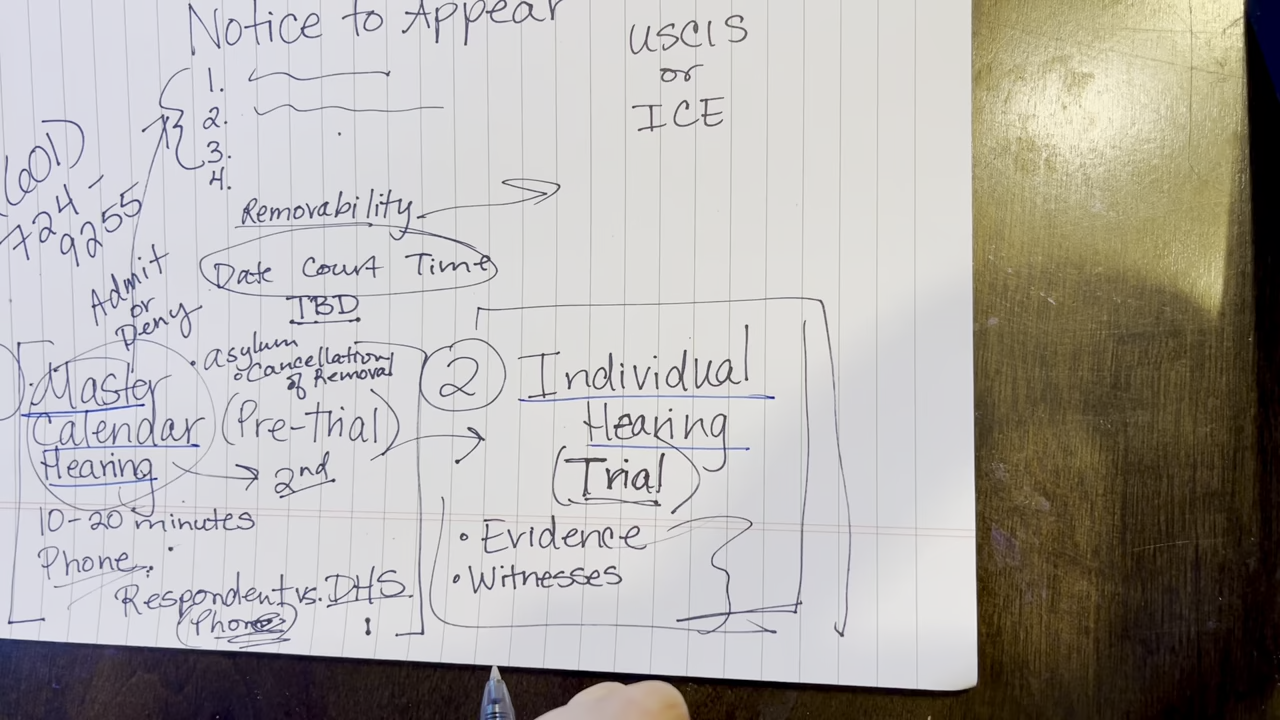 Notice to Appear
USCIS
or
ICE
1.
2.
3.
4.
(601)
724-
9255
Removability
Admit
or
Deny
Date Court Time
TBD
• asylum
• Cancellation
of Removal
Master
Calendar
Hearing
(Pre-trial)
2nd
10-20 minutes
Phone
Respondent vs. DHS
(Phone)
2
Individual
Hearing
(Trial)
• Evidence
• Witnesses